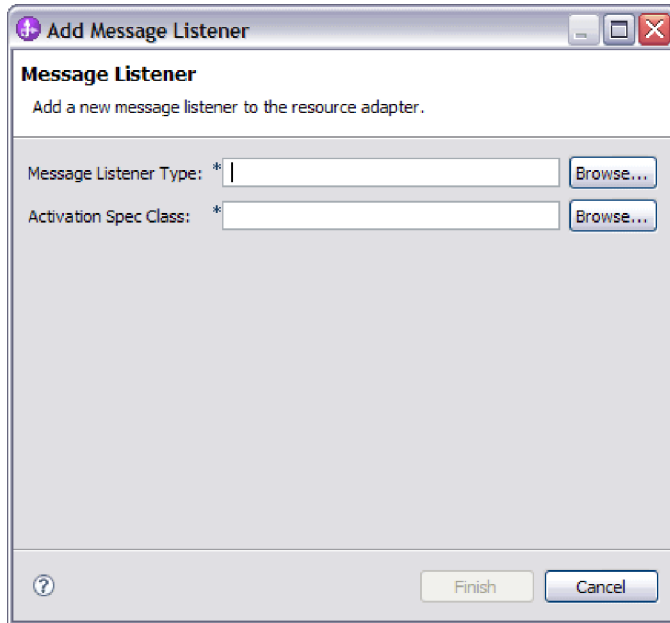 Add Message Listener
Message Listener
Add a new message listener to the resource adapter.
Message Listener Type: * Browse...
Activation Spec Class: * Browse...
? Finish Cancel